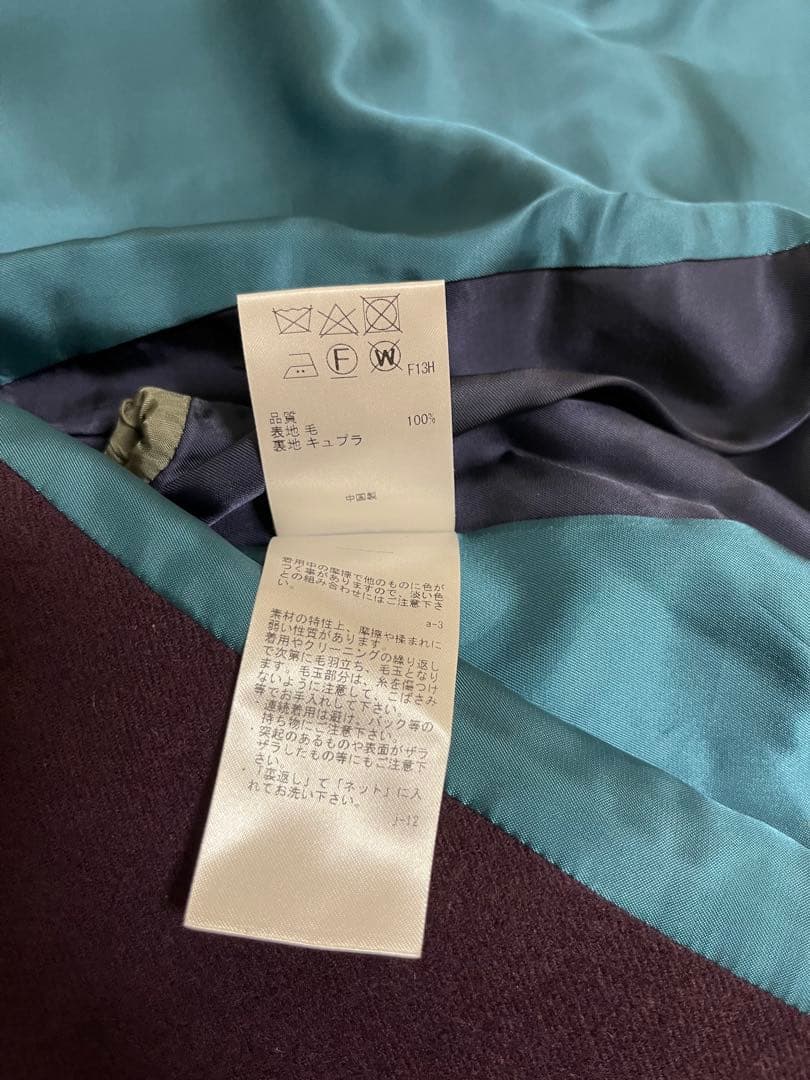 F
W
F13H
品質
表地 毛 100%
裏地 キュプラ
中国製
着用中の摩擦で他のものに色が
つく事がありますので、淡い色
との組み合わせにはご注意下さ
い。
a-3
素材の特性上、摩擦や揉まれに
弱い性質があります。
着用やクリーニングの繰り返し
で次第に毛羽立ち、毛玉となり
ます。毛玉部分は、糸を傷つけ
ないように注意して、こばさみ
等でお手入れして下さい。
・連続着用は避け、バック等の
持ち物にご注意下さい。
・突起のあるものや表面がザラ
ザラしたもの等にもご注意下
さい。
・「裏返し」て「ネット」に入
れてお洗い下さい。
J-12